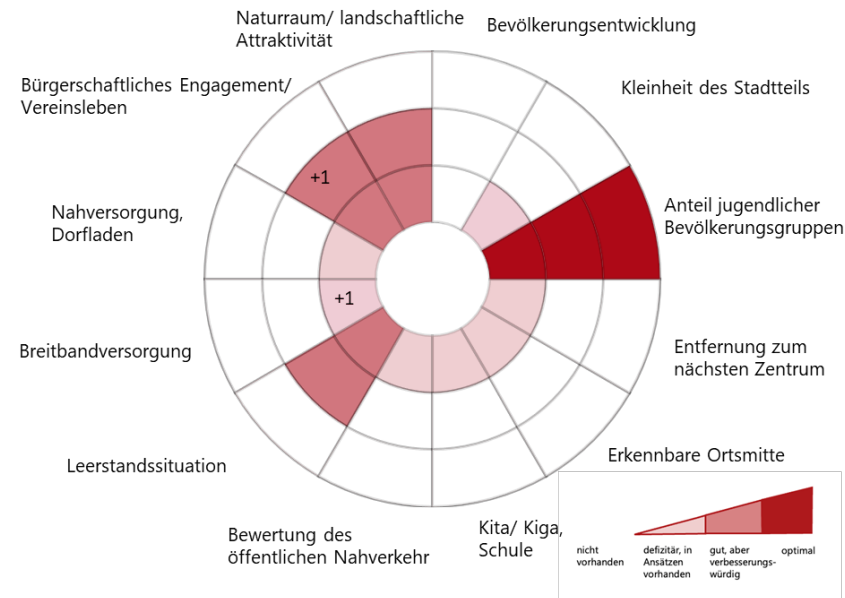 Naturraum/ landschaftliche
Attraktivität
Bevölkerungsentwicklung
Bürgerschaftliches Engagement/
Vereinsleben
Kleinheit des Stadtteils
+1
Nahversorgung,
Dorfladen
Anteil jugendlicher
Bevölkerungsgruppen
+1
Breitbandversorgung
Entfernung zum
nächsten Zentrum
Leerstandssituation
Erkennbare Ortsmitte
Bewertung des
öffentlichen Nahverkehr
Kita/ Kiga,
Schule
nicht
vorhanden
defizitär, in
Ansätzen
vorhanden
gut, aber
verbesserungs-
würdig
optimal